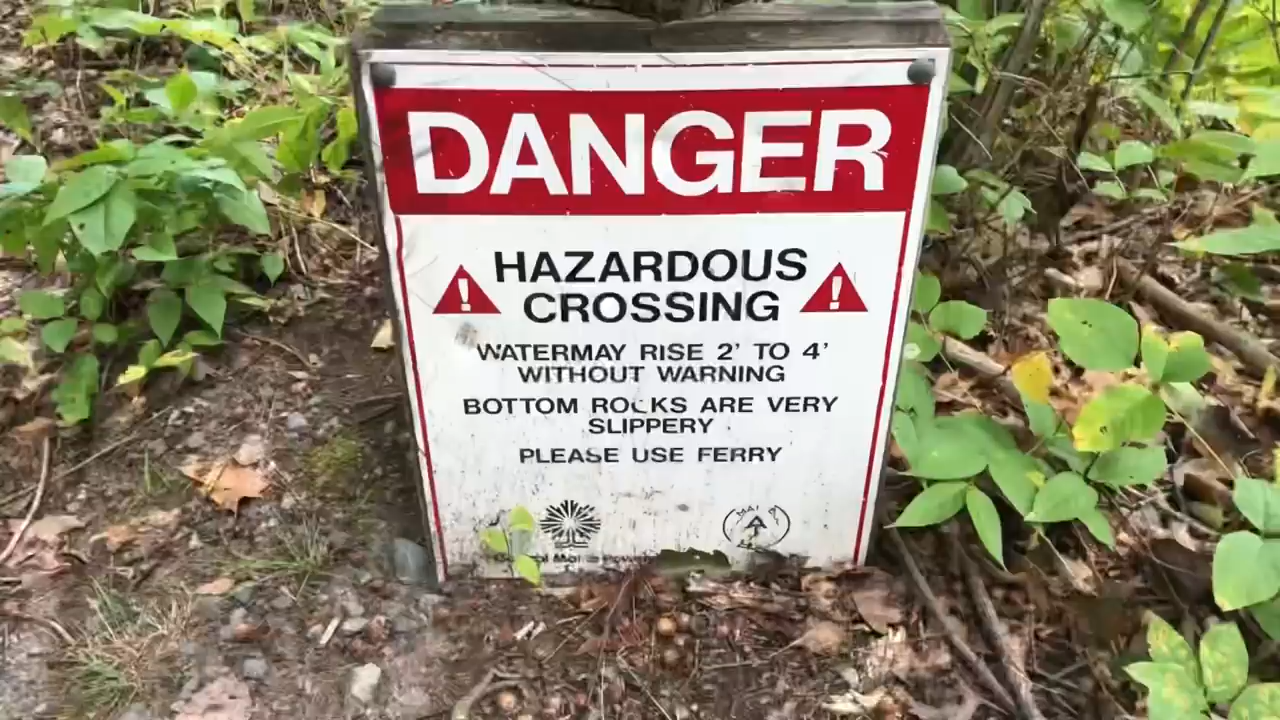 DANGER
HAZARDOUS
CROSSING
WATERMAY RISE 2' TO 4'
WITHOUT WARNING
BOTTOM ROCKS ARE VERY
SLIPPERY
PLEASE USE FERRY